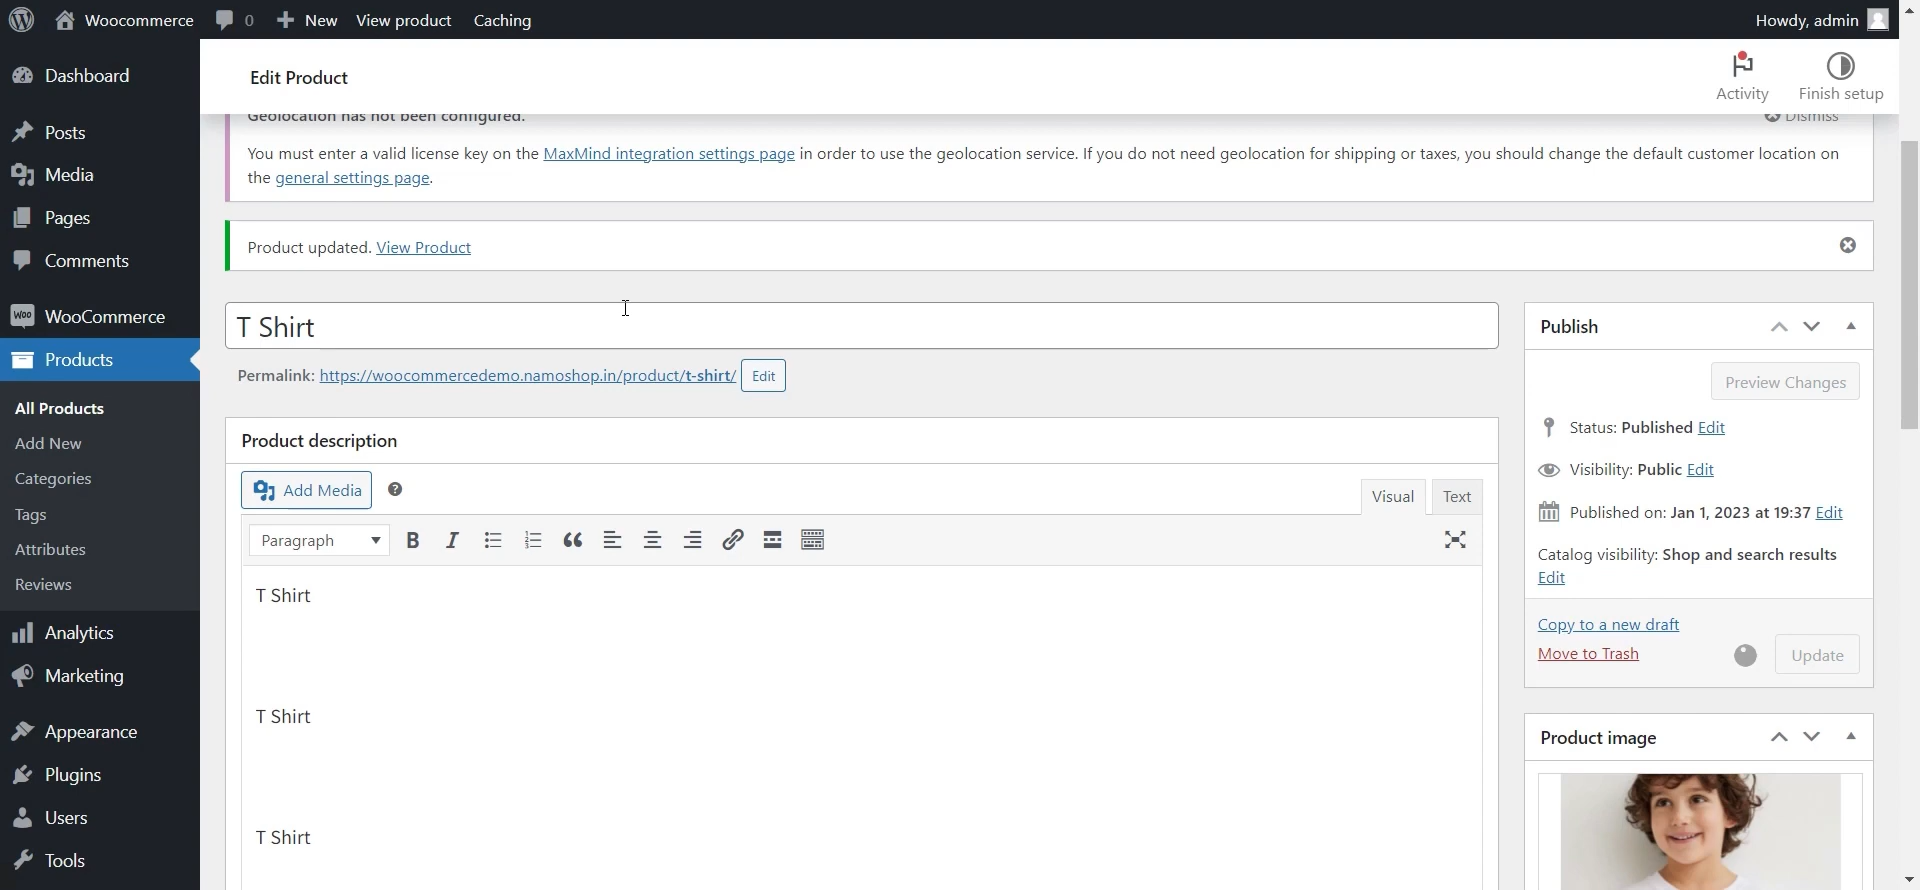 Woocommerce 0 New View product Caching Howdy, admin
Dashboard
Posts
Media
Pages
Comments
WooCommerce
Products
All Products
Add New
Categories
Tags
Attributes
Reviews
Analytics
Marketing
Appearance
Plugins
Users
Tools
Edit Product
Activity
Finish setup
Geolocation has not been configured.
Dismiss
You must enter a valid license key on the MaxMind integration settings page in order to use the geolocation service. If you do not need geolocation for shipping or taxes, you should change the default customer location on
the general settings page.
Product updated. View Product
T Shirt
Permalink: https://woocommercedemo.namoshop.in/product/t-shirt/ Edit
Product description
Add Media
Visual Text
Paragraph
T Shirt
T Shirt
T Shirt
Publish
Preview Changes
Status: Published Edit
Visibility: Public Edit
Published on: Jan 1, 2023 at 19:37 Edit
Catalog visibility: Shop and search results
Edit
Copy to a new draft
Move to Trash
Update
Product image